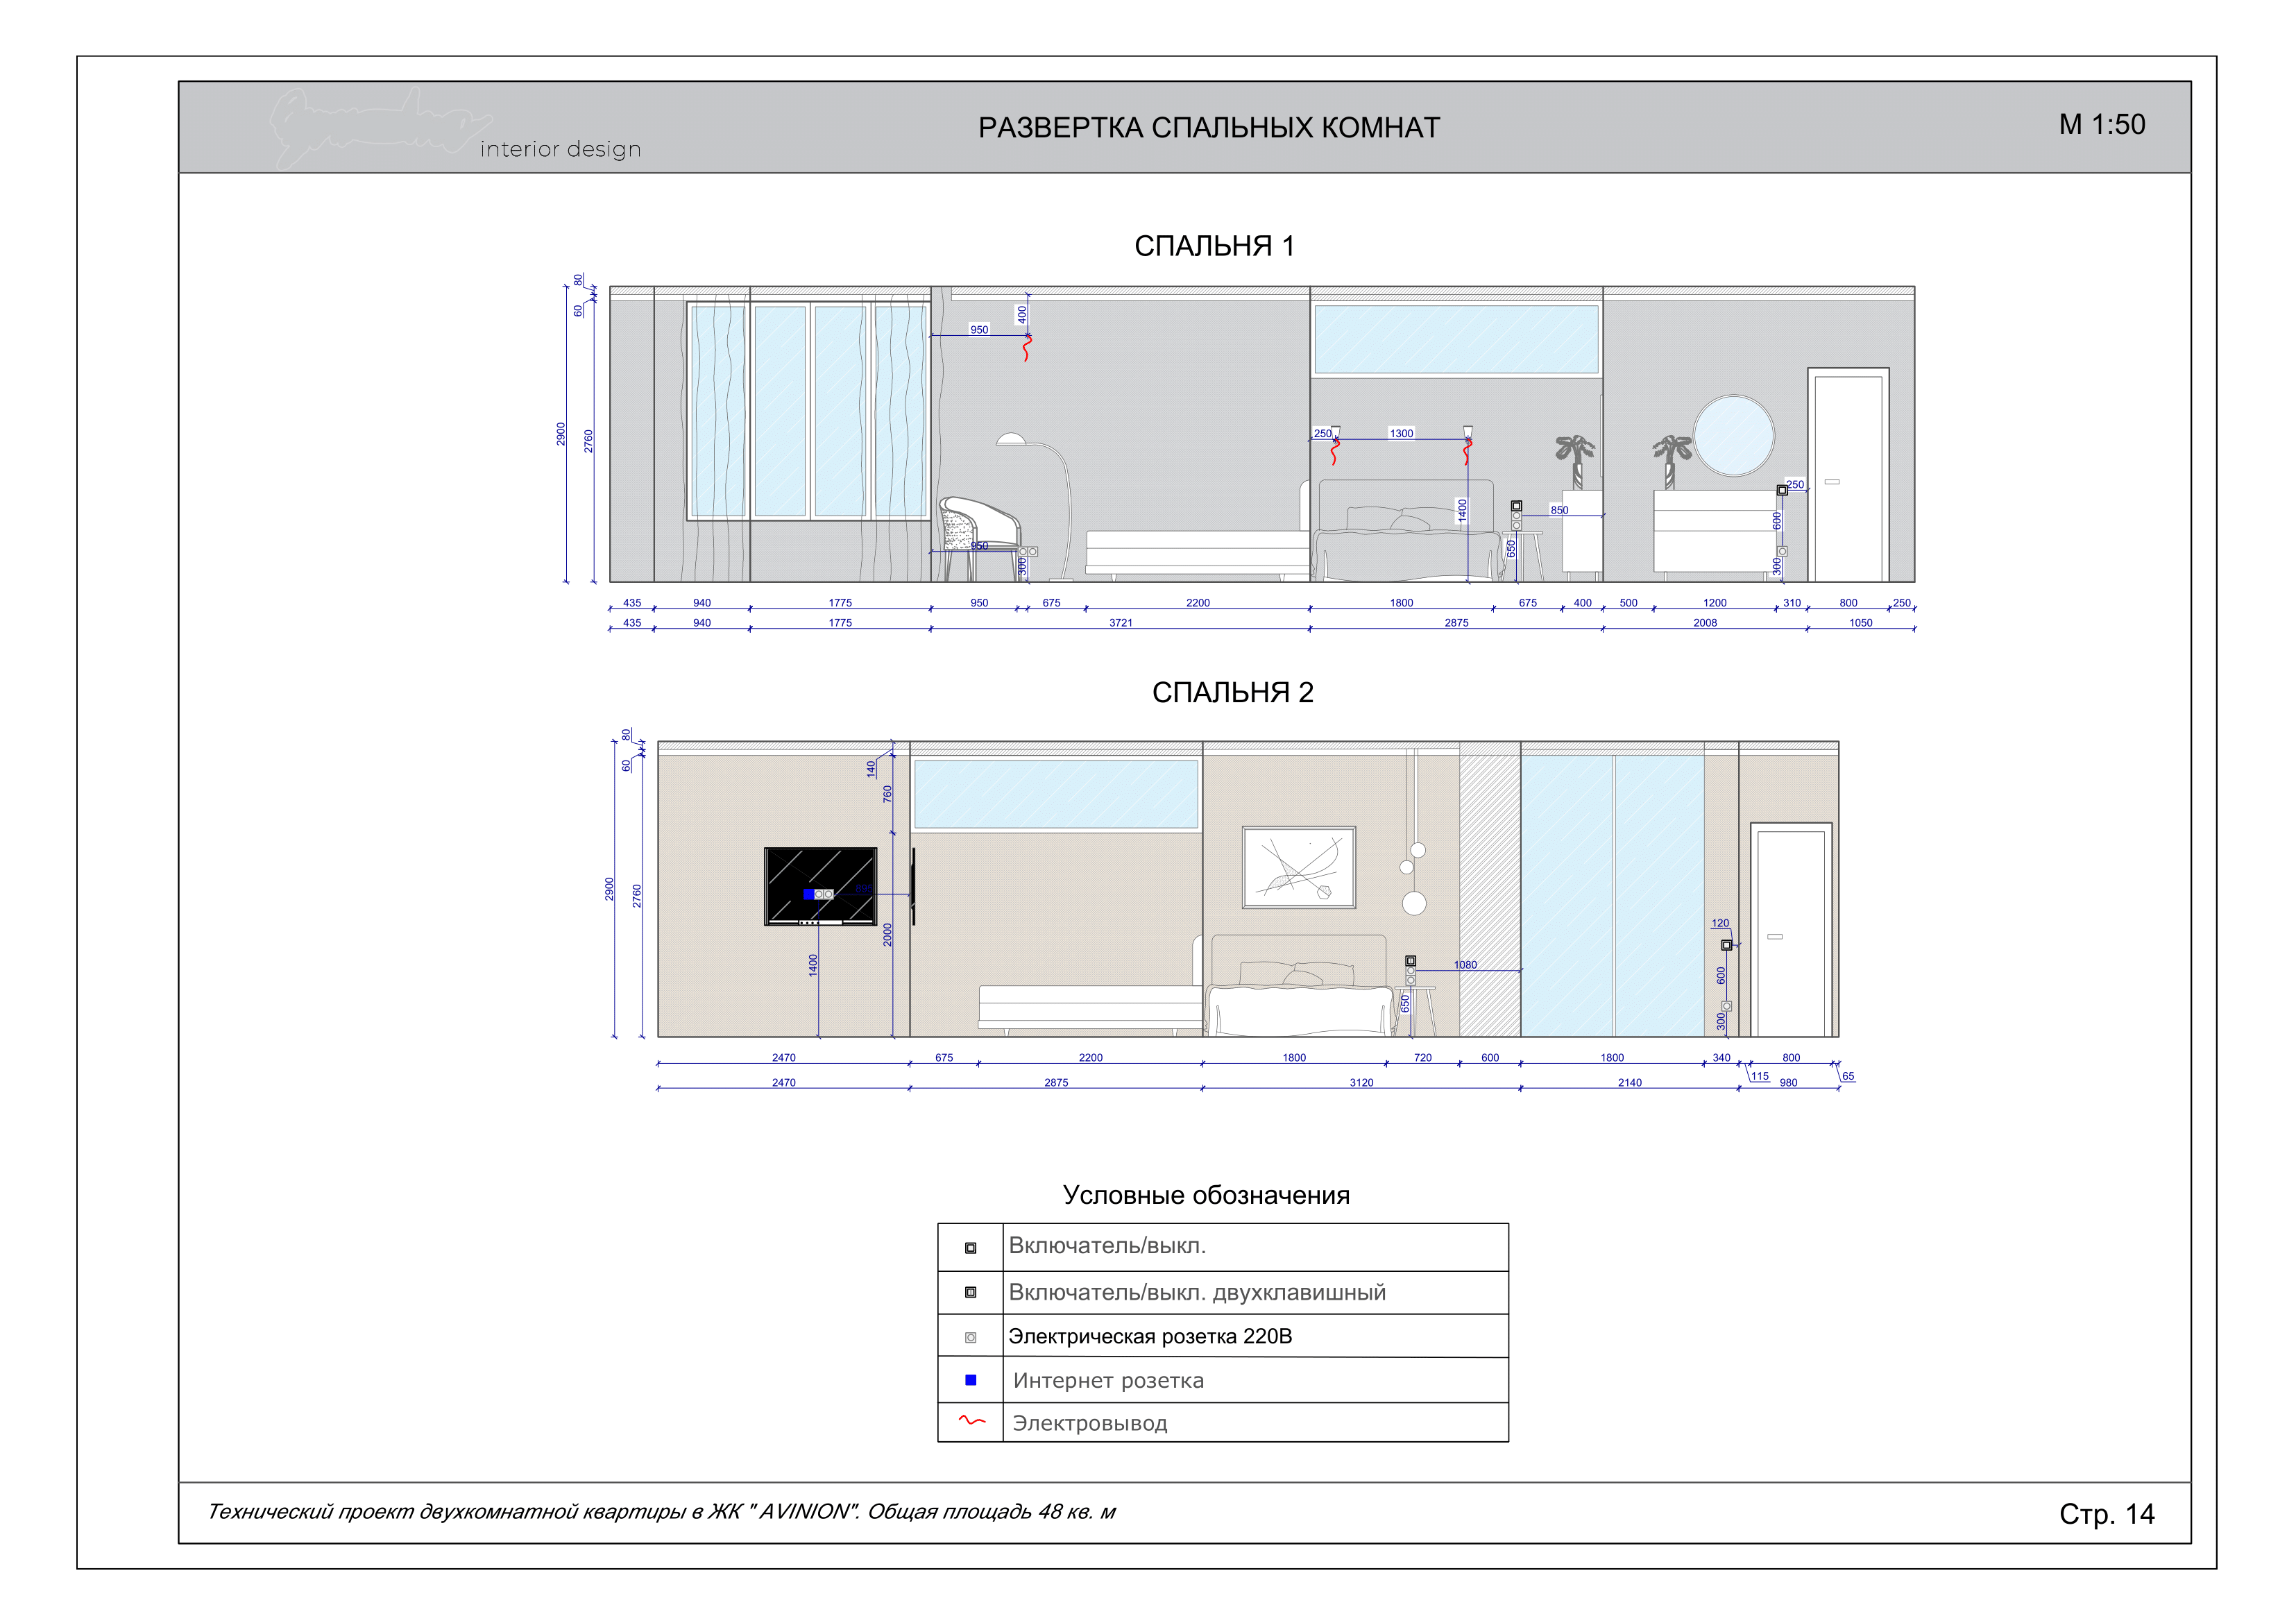 interior design
РАЗВЕРТКА СПАЛЬНЫХ КОМНАТ
М 1:50
СПАЛЬНЯ 1
80
60
2900
2760
950
400
250
1300
1400
850
650
950
300
250
600
300
435 940 1775 950 675 2200 1800 675 400 500 1200 310 800 250
435 940 1775 3721 2875 2008 1050
СПАЛЬНЯ 2
80
60
2900
2760
140
760
2000
1400
650
1080
120
600
300
2470 675 2200 1800 720 600 1800 340 800
115 65
2470 2875 3120 2140 980
Условные обозначения
Включатель/выкл.
Включатель/выкл. двухклавишный
Электрическая розетка 220В
Интернет розетка
Электровывод
Технический проект двухкомнатной квартиры в ЖК " AVINION". Общая площадь 48 кв. м
Стр. 14